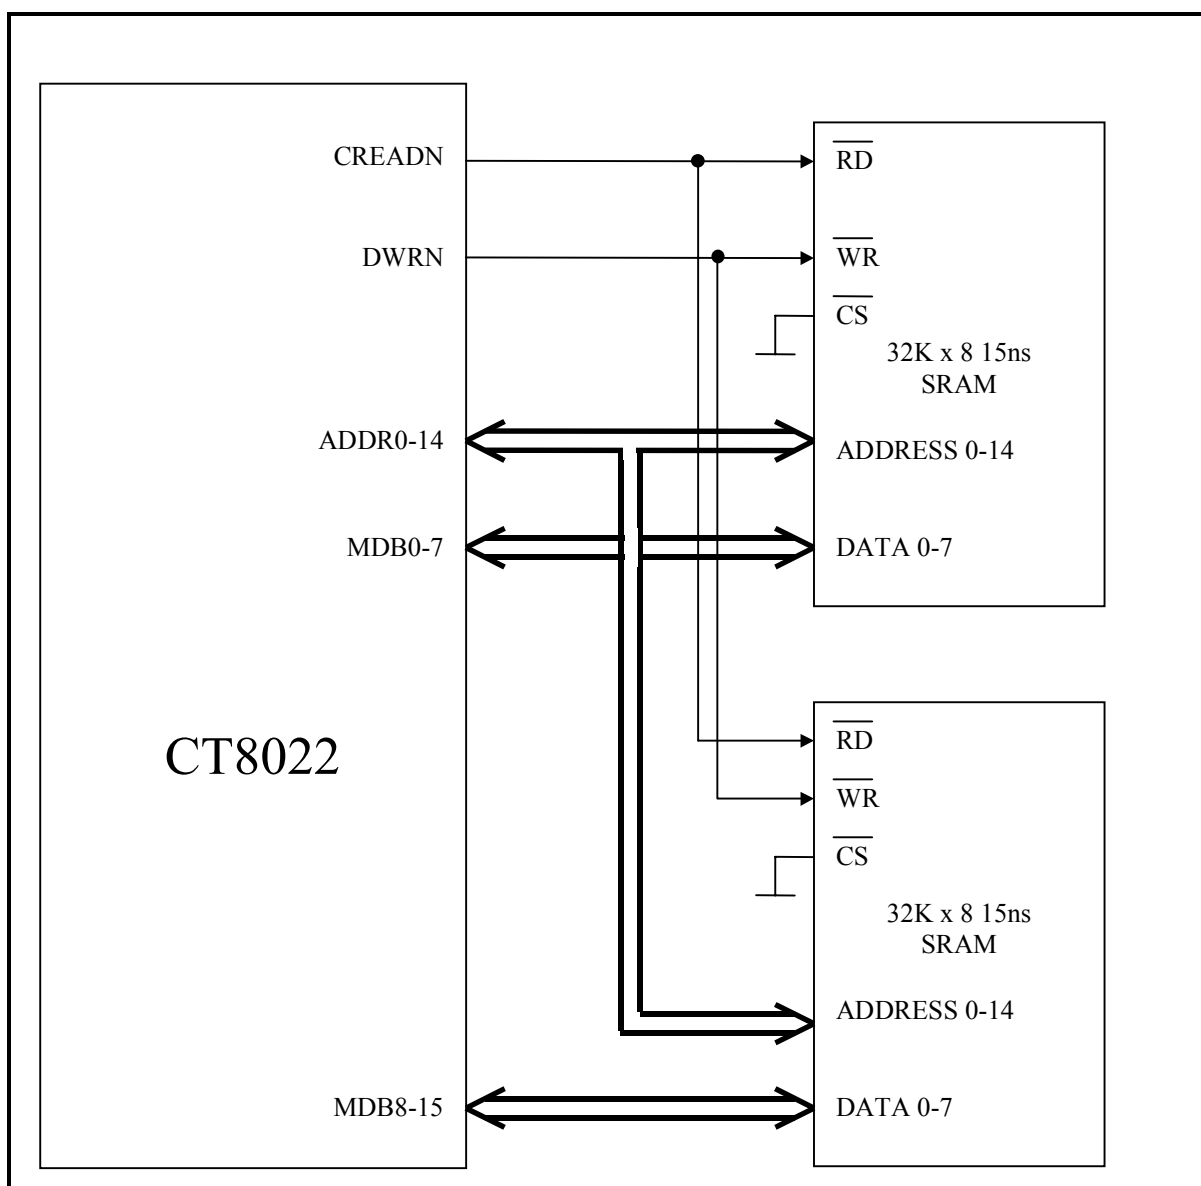 CREADN
DWRN
ADDR0-14
MDB0-7
CT8022
MDB8-15
RD
WR
CS
32K x 8 15ns
SRAM
ADDRESS 0-14
DATA 0-7
RD
WR
CS
32K x 8 15ns
SRAM
ADDRESS 0-14
DATA 0-7